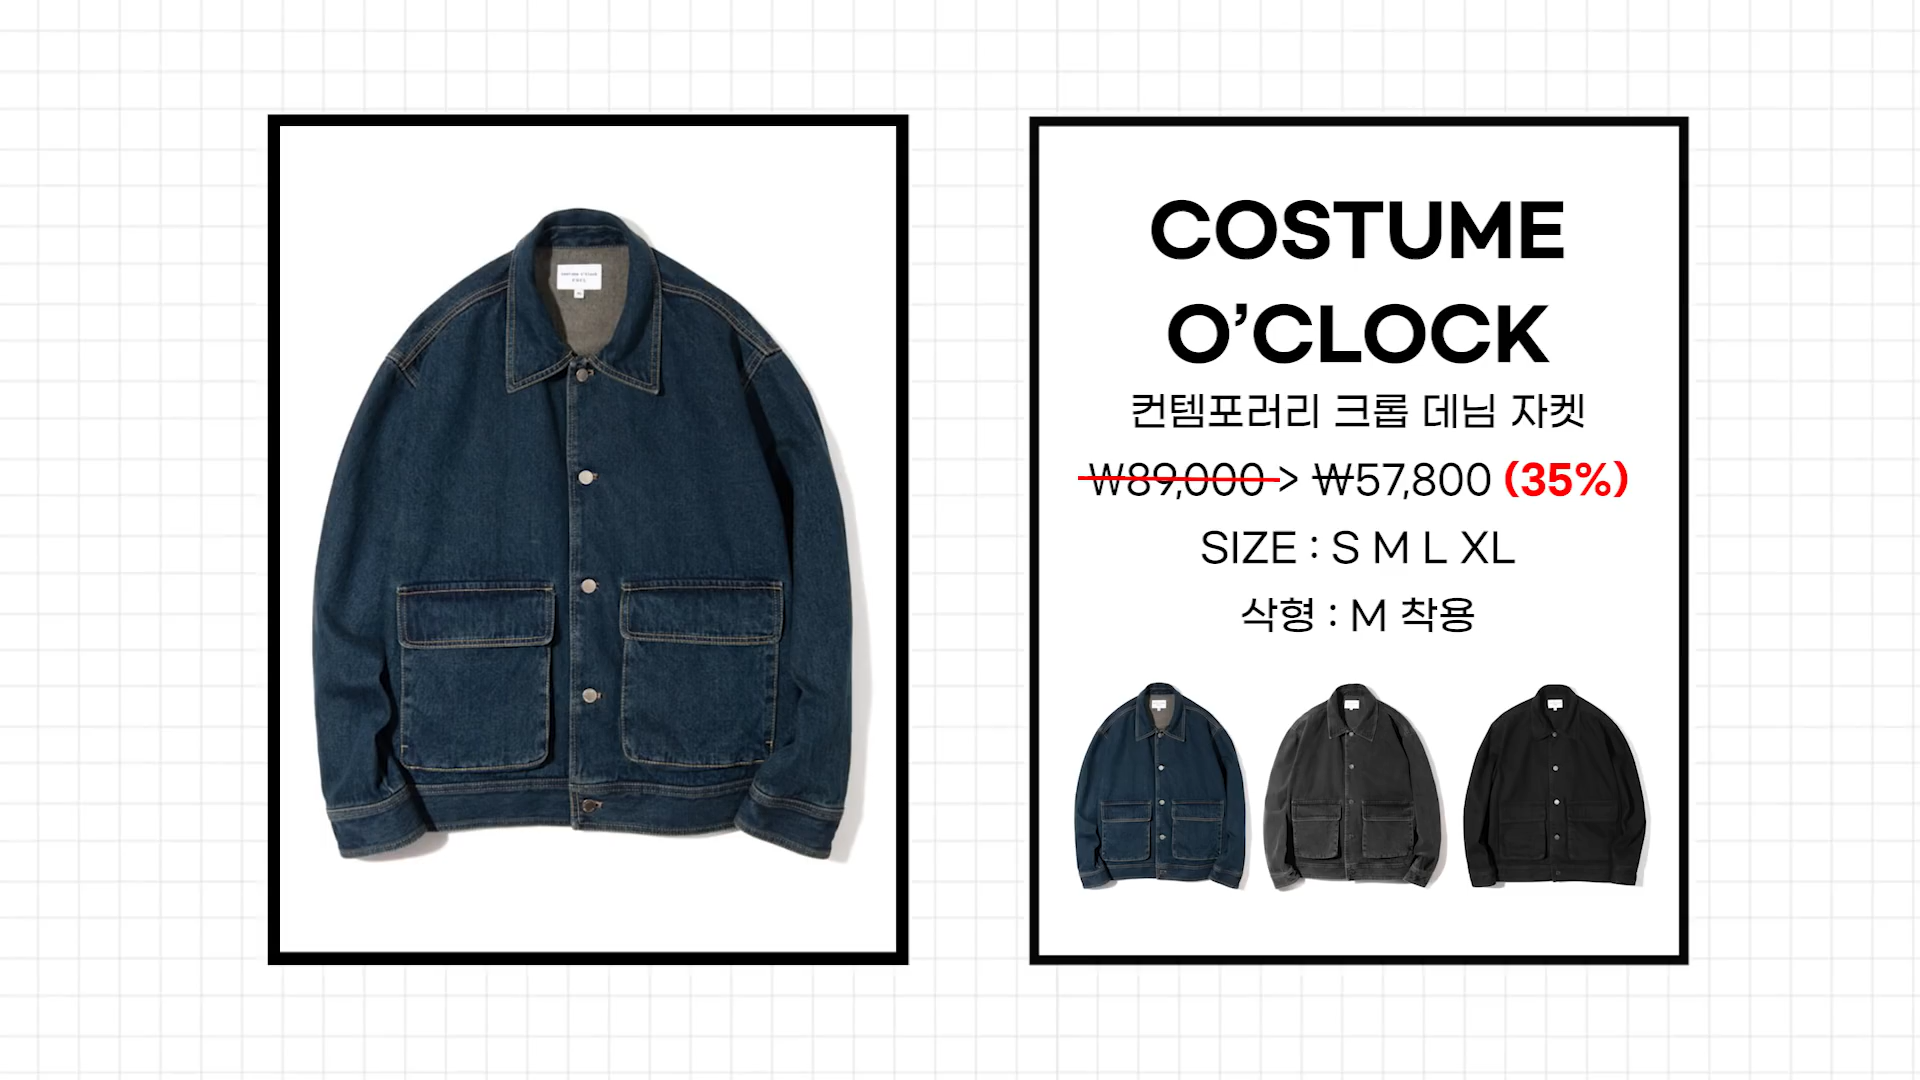 COSTUME
O’CLOCK
컨템포러리 크롭 데님 자켓
₩89,000 > ₩57,800 (35%)
SIZE : S M L XL
삭형 : M 착용